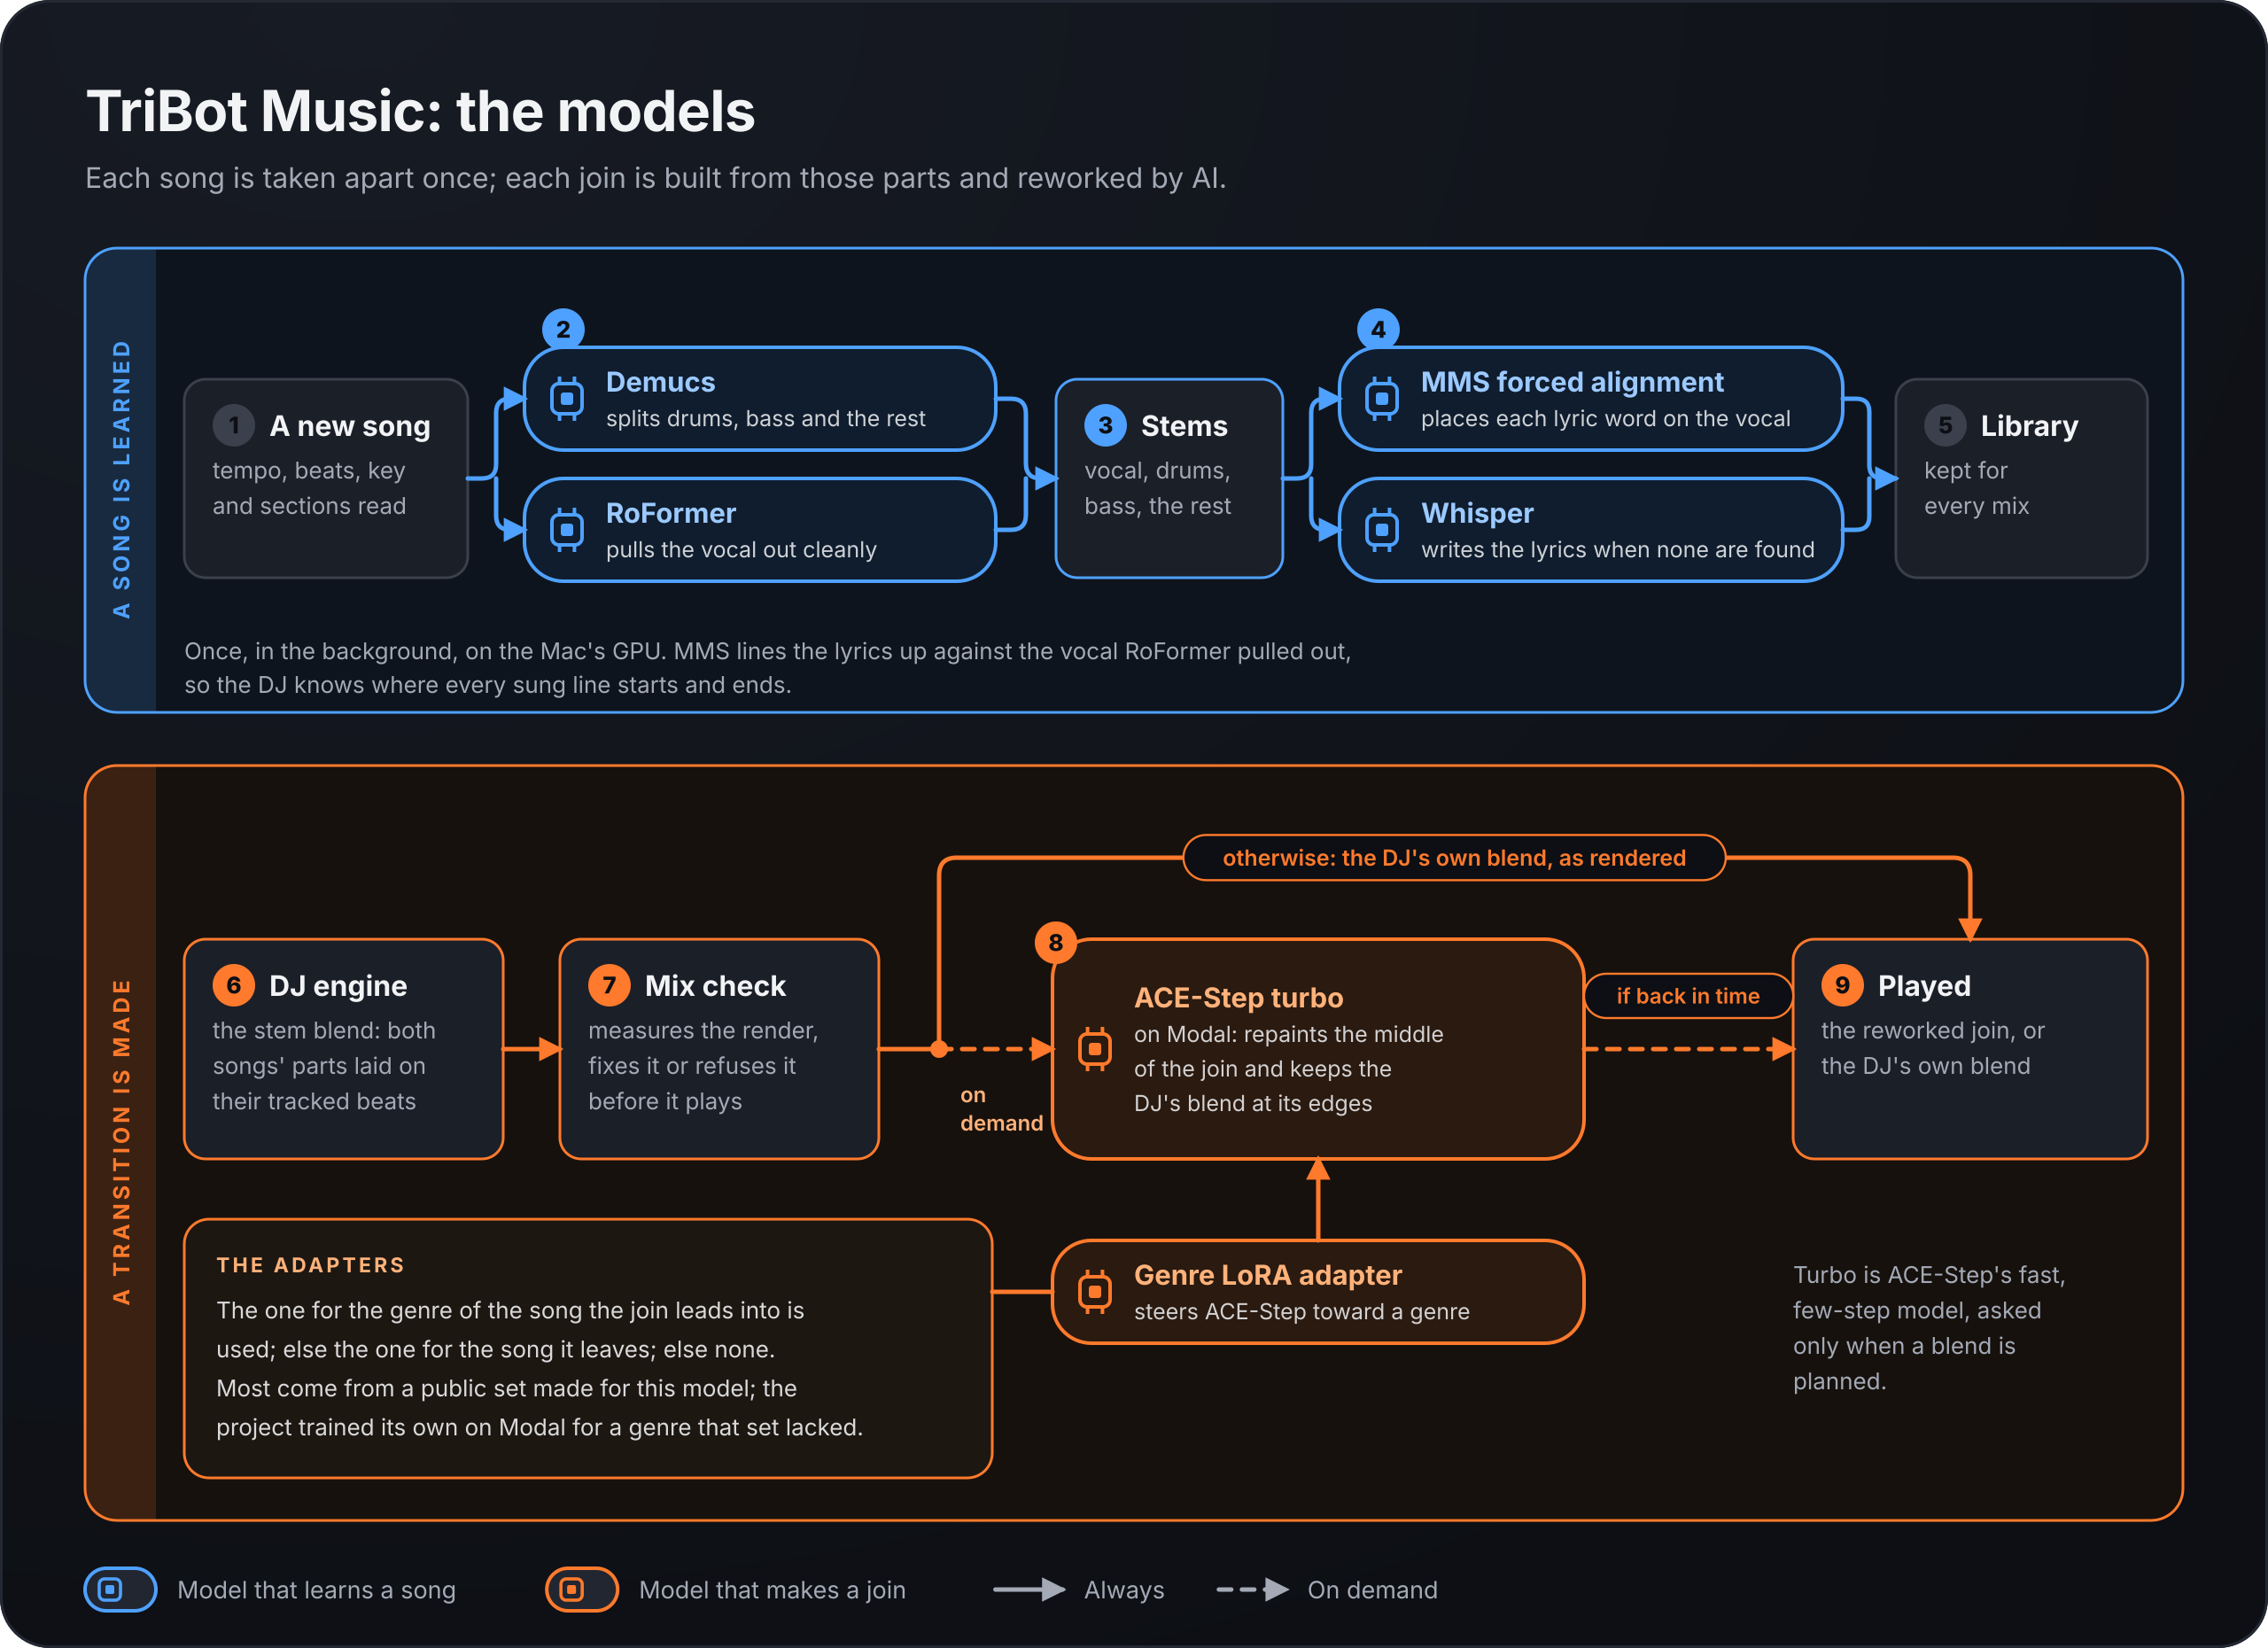 TriBot Music: the models
Each song is taken apart once; each join is built from those parts and reworked by AI.
A SONG IS LEARNED
1 A new song
tempo, beats, key
and sections read
2
Demucs
splits drums, bass and the rest
RoFormer
pulls the vocal out cleanly
3 Stems
vocal, drums,
bass, the rest
4
MMS forced alignment
places each lyric word on the vocal
Whisper
writes the lyrics when none are found
5 Library
kept for
every mix
Once, in the background, on the Mac's GPU. MMS lines the lyrics up against the vocal RoFormer pulled out,
so the DJ knows where every sung line starts and ends.
A TRANSITION IS MADE
otherwise: the DJ's own blend, as rendered
6 DJ engine
the stem blend: both
songs' parts laid on
their tracked beats
7 Mix check
measures the render,
fixes it or refuses it
before it plays
on
demand
8
ACE-Step turbo
on Modal: repaints the middle
of the join and keeps the
DJ's blend at its edges
if back in time
9 Played
the reworked join, or
the DJ's own blend
THE ADAPTERS
The one for the genre of the song the join leads into is
used; else the one for the song it leaves; else none.
Most come from a public set made for this model; the
project trained its own on Modal for a genre that set lacked.
Genre LoRA adapter
steers ACE-Step toward a genre
Turbo is ACE-Step's fast,
few-step model, asked
only when a blend is
planned.
Model that learns a song
Model that makes a join
Always
On demand